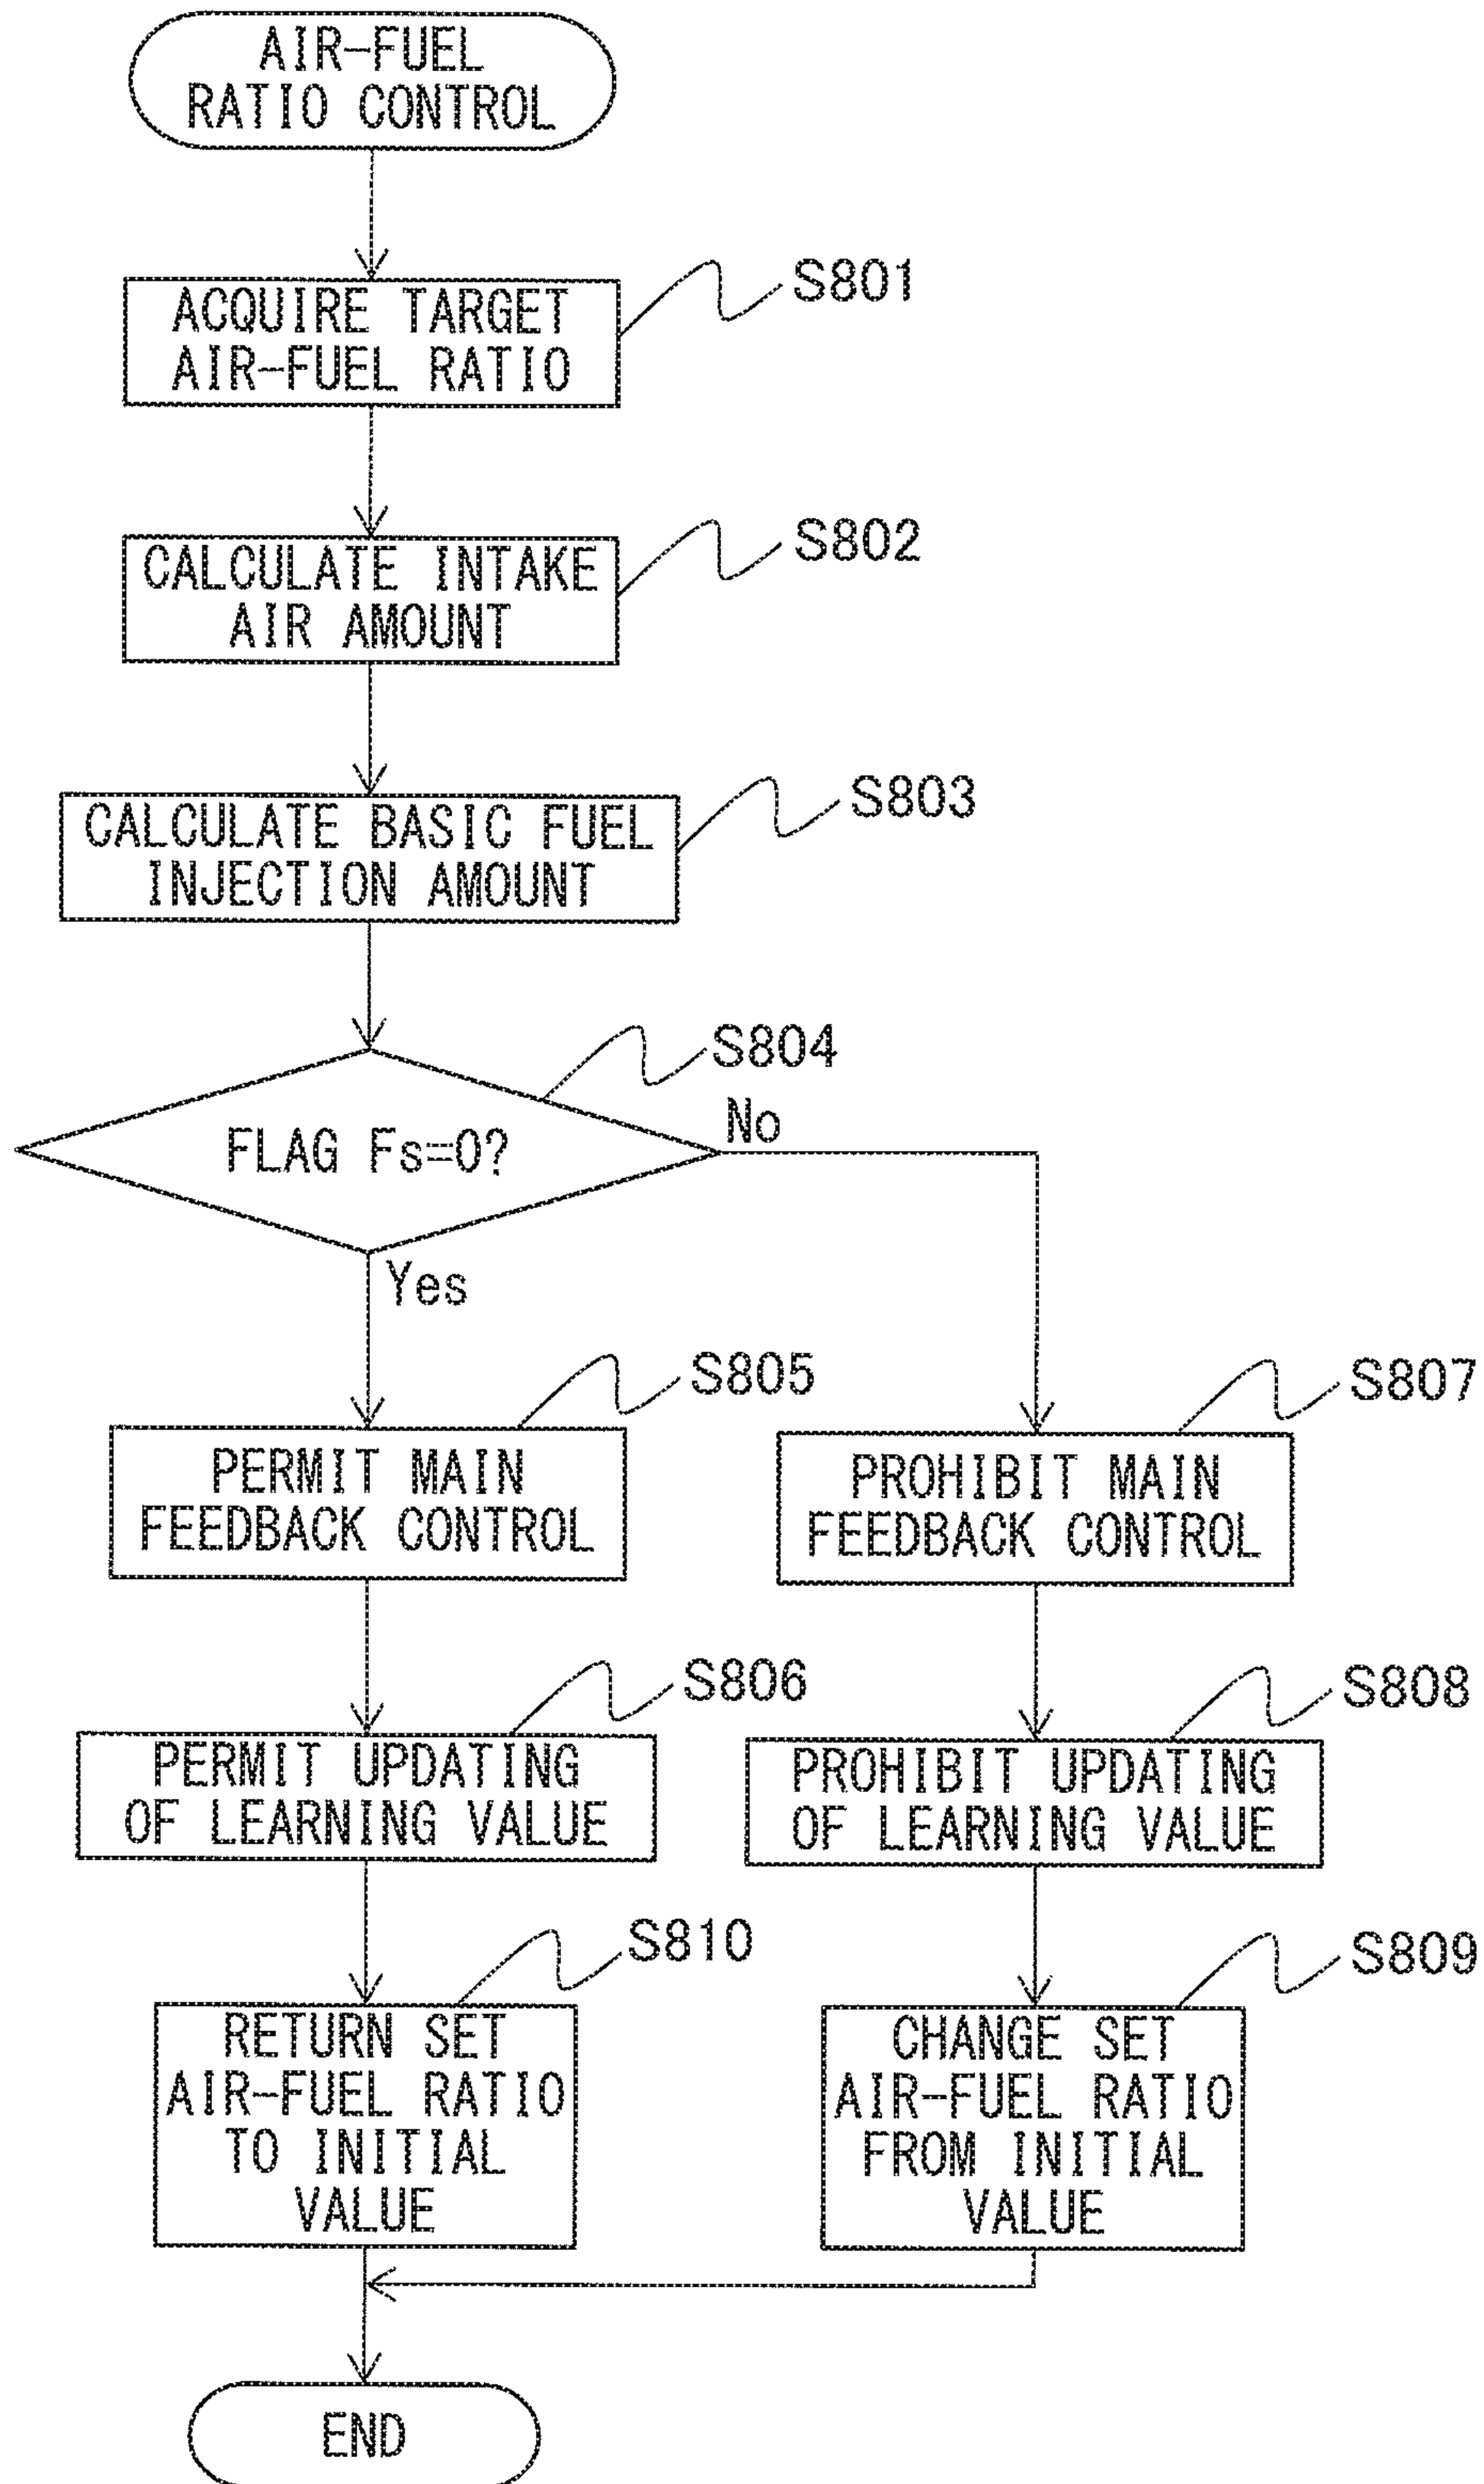 AIR-FUEL
RATIO CONTROL
S801
ACQUIRE TARGET
AIR-FUEL RATIO
S802
CALCULATE INTAKE
AIR AMOUNT
S803
CALCULATE BASIC FUEL
INJECTION AMOUNT
S804
FLAG Fs=0?
No
Yes
S805
PERMIT MAIN
FEEDBACK CONTROL
S807
PROHIBIT MAIN
FEEDBACK CONTROL
S806
PERMIT UPDATING
OF LEARNING VALUE
S808
PROHIBIT UPDATING
OF LEARNING VALUE
S810
RETURN SET
AIR-FUEL RATIO
TO INITIAL
VALUE
S809
CHANGE SET
AIR-FUEL RATIO
FROM INITIAL
VALUE
END